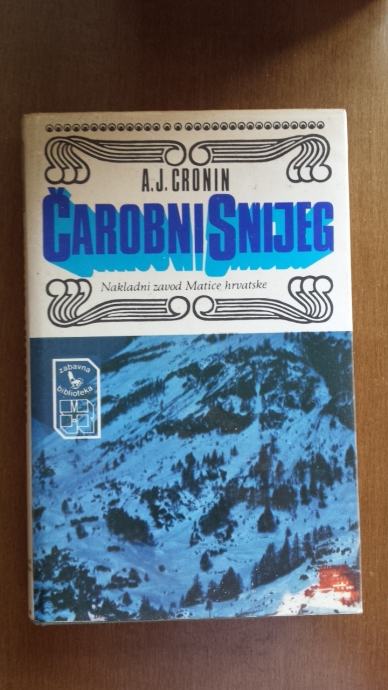 A.J. CRONIN
ČAROBNI SNIJEG
Nakladni zavod Matice hrvatske
zabavna
biblioteka
M